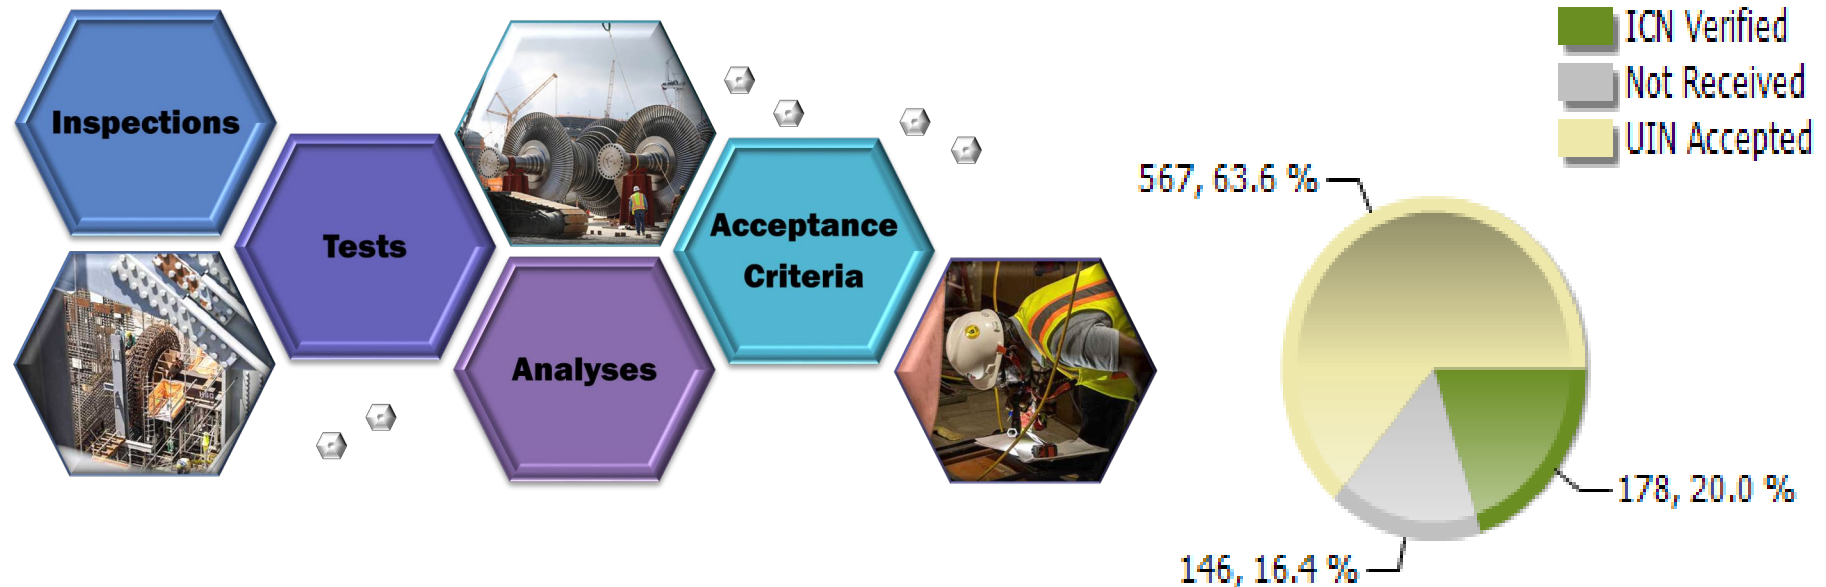 Inspections
Tests
Analyses
Acceptance
Criteria
ICN Verified
Not Received
UIN Accepted
567, 63.6 %
178, 20.0 %
146, 16.4 %